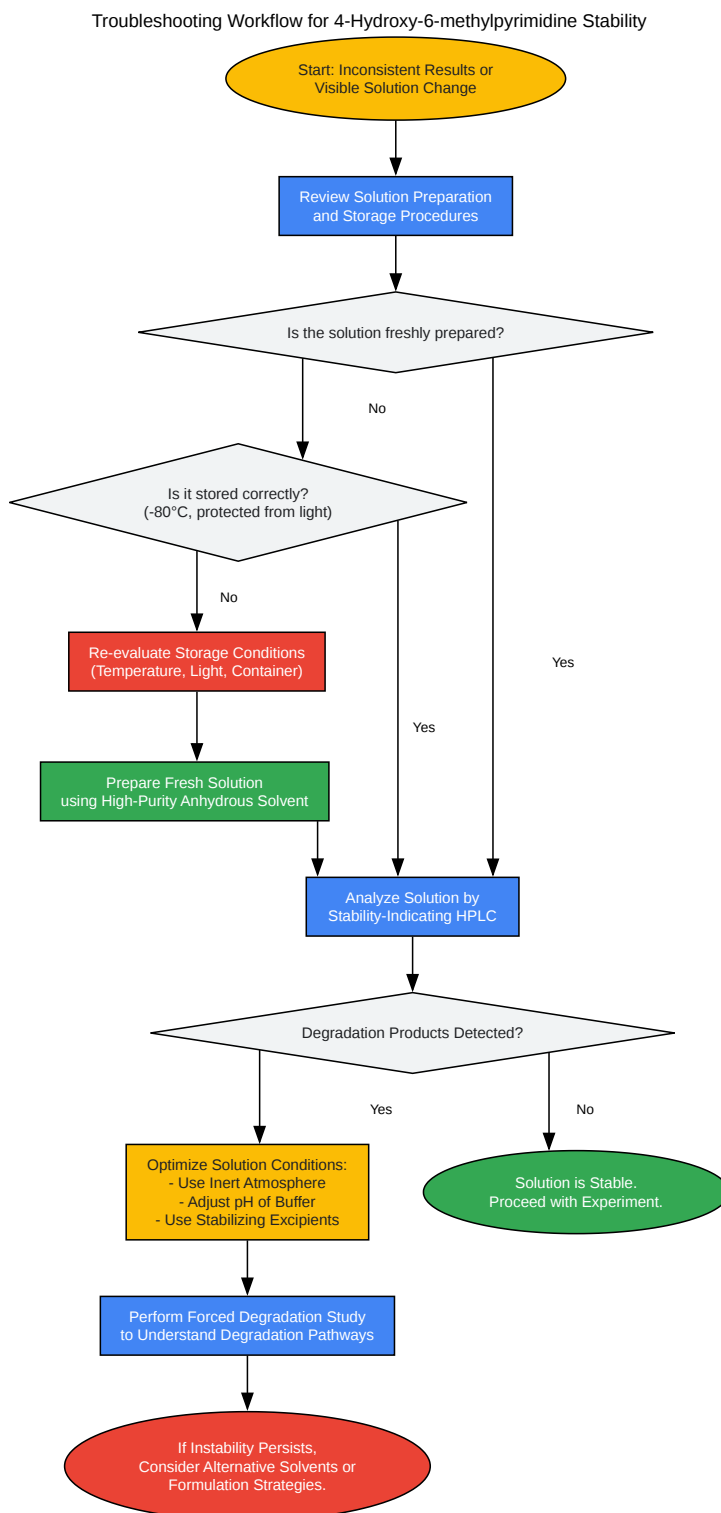 Troubleshooting Workflow for 4-Hydroxy-6-methylpyrimidine Stability
Start: Inconsistent Results or
Visible Solution Change
Review Solution Preparation
and Storage Procedures
Is the solution freshly prepared?
No
Is it stored correctly?
(-80°C, protected from light)
No
Re-evaluate Storage Conditions
(Temperature, Light, Container)
Yes
Yes
Prepare Fresh Solution
using High-Purity Anhydrous Solvent
Analyze Solution by
Stability-Indicating HPLC
Degradation Products Detected?
Yes
No
Optimize Solution Conditions:
- Use Inert Atmosphere
- Adjust pH of Buffer
- Use Stabilizing Excipients
Solution is Stable.
Proceed with Experiment.
Perform Forced Degradation Study
to Understand Degradation Pathways
If Instability Persists,
Consider Alternative Solvents or
Formulation Strategies.